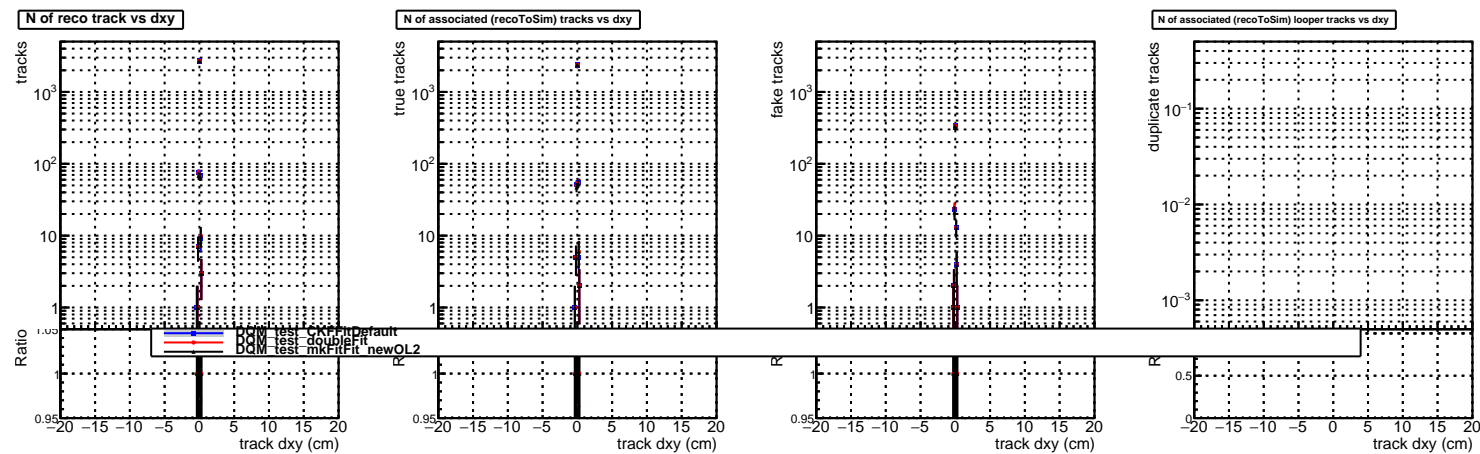 N of reco track vs dxy
N of associated (recoToSim) tracks vs dxy
N of associated (recoToSim) looper tracks vs dxy
tracks
10³
10²
10
1
true tracks
10³
10²
10
1
fake tracks
10³
10²
10
1
duplicate tracks
10⁻¹
10⁻²
10⁻³
DQM_test_CKFFitDefault
DQM_test_doubleFit
DQM_test_mkFitFit_newOL2
Ratio
1.05
1
0.95
−20 −15 −10 −5 0 5 10 15 20
track dxy (cm)
1
0.95
−20 −15 −10 −5 0 5 10 15 20
track dxy (cm)
1
0.95
−20 −15 −10 −5 0 5 10 15 20
track dxy (cm)
0.5
0
−20 −15 −10 −5 0 5 10 15 20
track dxy (cm)